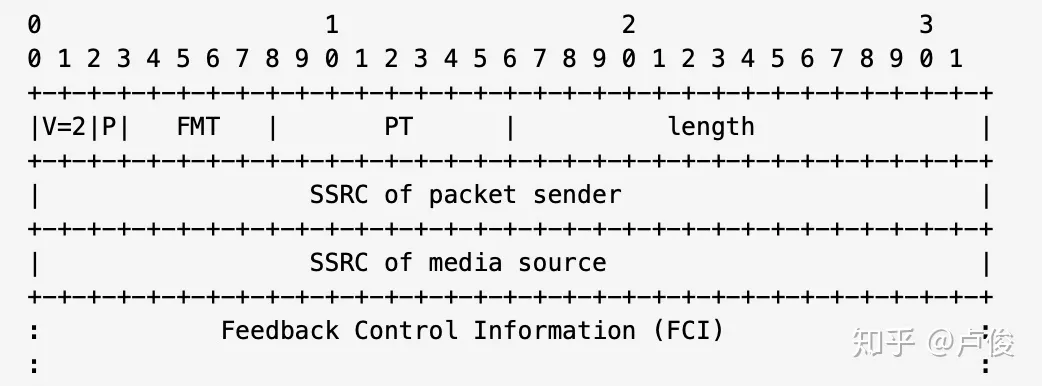 0                   1                   2                   3
0 1 2 3 4 5 6 7 8 9 0 1 2 3 4 5 6 7 8 9 0 1 2 3 4 5 6 7 8 9 0 1
+-+-+-+-+-+-+-+-+-+-+-+-+-+-+-+-+-+-+-+-+-+-+-+-+-+-+-+-+-+-+-+-+
|V=2|P|   FMT   |       PT      |          length               |
+-+-+-+-+-+-+-+-+-+-+-+-+-+-+-+-+-+-+-+-+-+-+-+-+-+-+-+-+-+-+-+-+
|                  SSRC of packet sender                        |
+-+-+-+-+-+-+-+-+-+-+-+-+-+-+-+-+-+-+-+-+-+-+-+-+-+-+-+-+-+-+-+-+
|                  SSRC of media source                         |
+-+-+-+-+-+-+-+-+-+-+-+-+-+-+-+-+-+-+-+-+-+-+-+-+-+-+-+-+-+-+-+-+
:            Feedback Control Information (FCI)                 :
:                                                               :
知乎 @卢俊